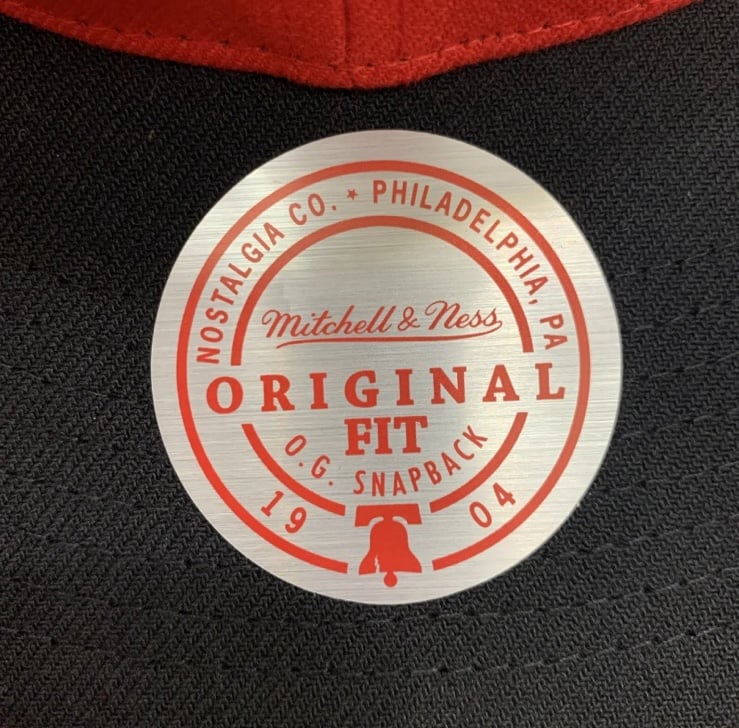 NOSTALGIA CO. ★ PHILADELPHIA, PA
Mitchell & Ness
ORIGINAL
FIT
O.G. SNAPBACK
19 04